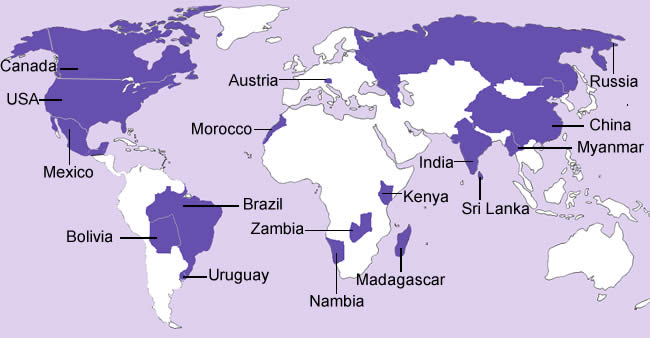 Canada
USA
Mexico
Brazil
Bolivia
Uruguay
Austria
Morocco
Zambia
Nambia
Kenya
Madagascar
Russia
China
Myanmar
India
Sri Lanka